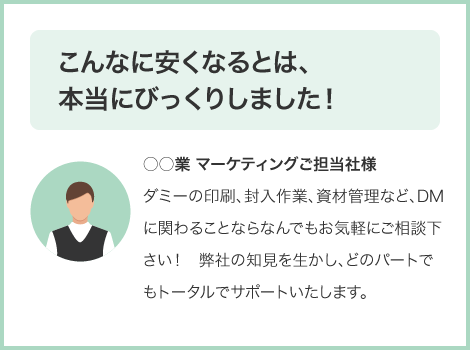 こんなに安くなるとは、
本当にびっくりしました！
○○業 マーケティングご担当社様
ダミーの印刷、封入作業、資材管理など、DM
に関わることならなんでもお気軽にご相談下
さい！　弊社の知見を生かし、どのパートで
もトータルでサポートいたします。